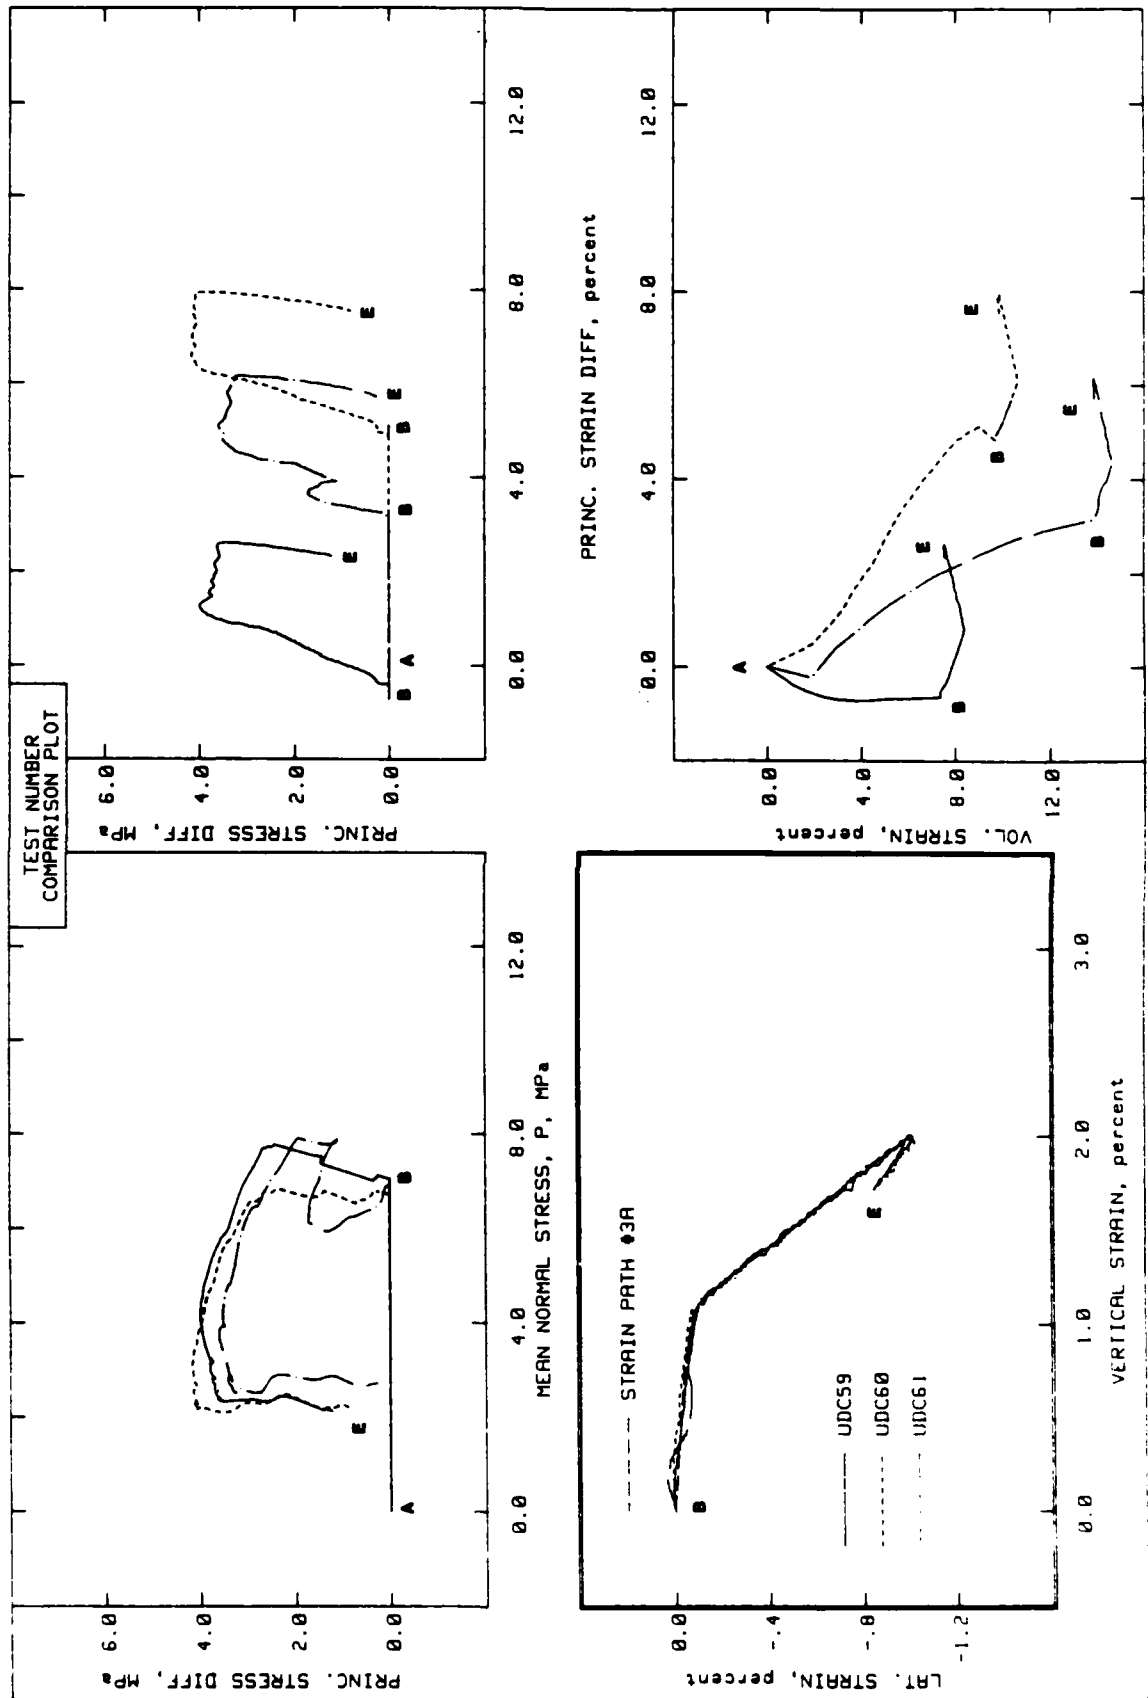 TEST NUMBER
COMPARISON PLOT
PRINC. STRESS DIFF, MPa
6.0
4.0
2.0
0.0
A
B
E
0.0
4.0
8.0
12.0
MEAN NORMAL STRESS, P, MPa
PRINC. STRESS DIFF, MPa
6.0
4.0
2.0
0.0
B
A
E
B
E
B
E
0.0
4.0
8.0
12.0
PRINC. STRAIN DIFF, percent
LAT. STRAIN, percent
0.0
-.4
-.8
-1.2
STRAIN PATH #3A
UDC59
UDC60
UDC61
B
E
0.0
1.0
2.0
3.0
VERTICAL STRAIN, percent
VOL. STRAIN, percent
0.0
8.0
12.0
A
B
E
B
E
B
E
0.0
4.0
8.0
12.0